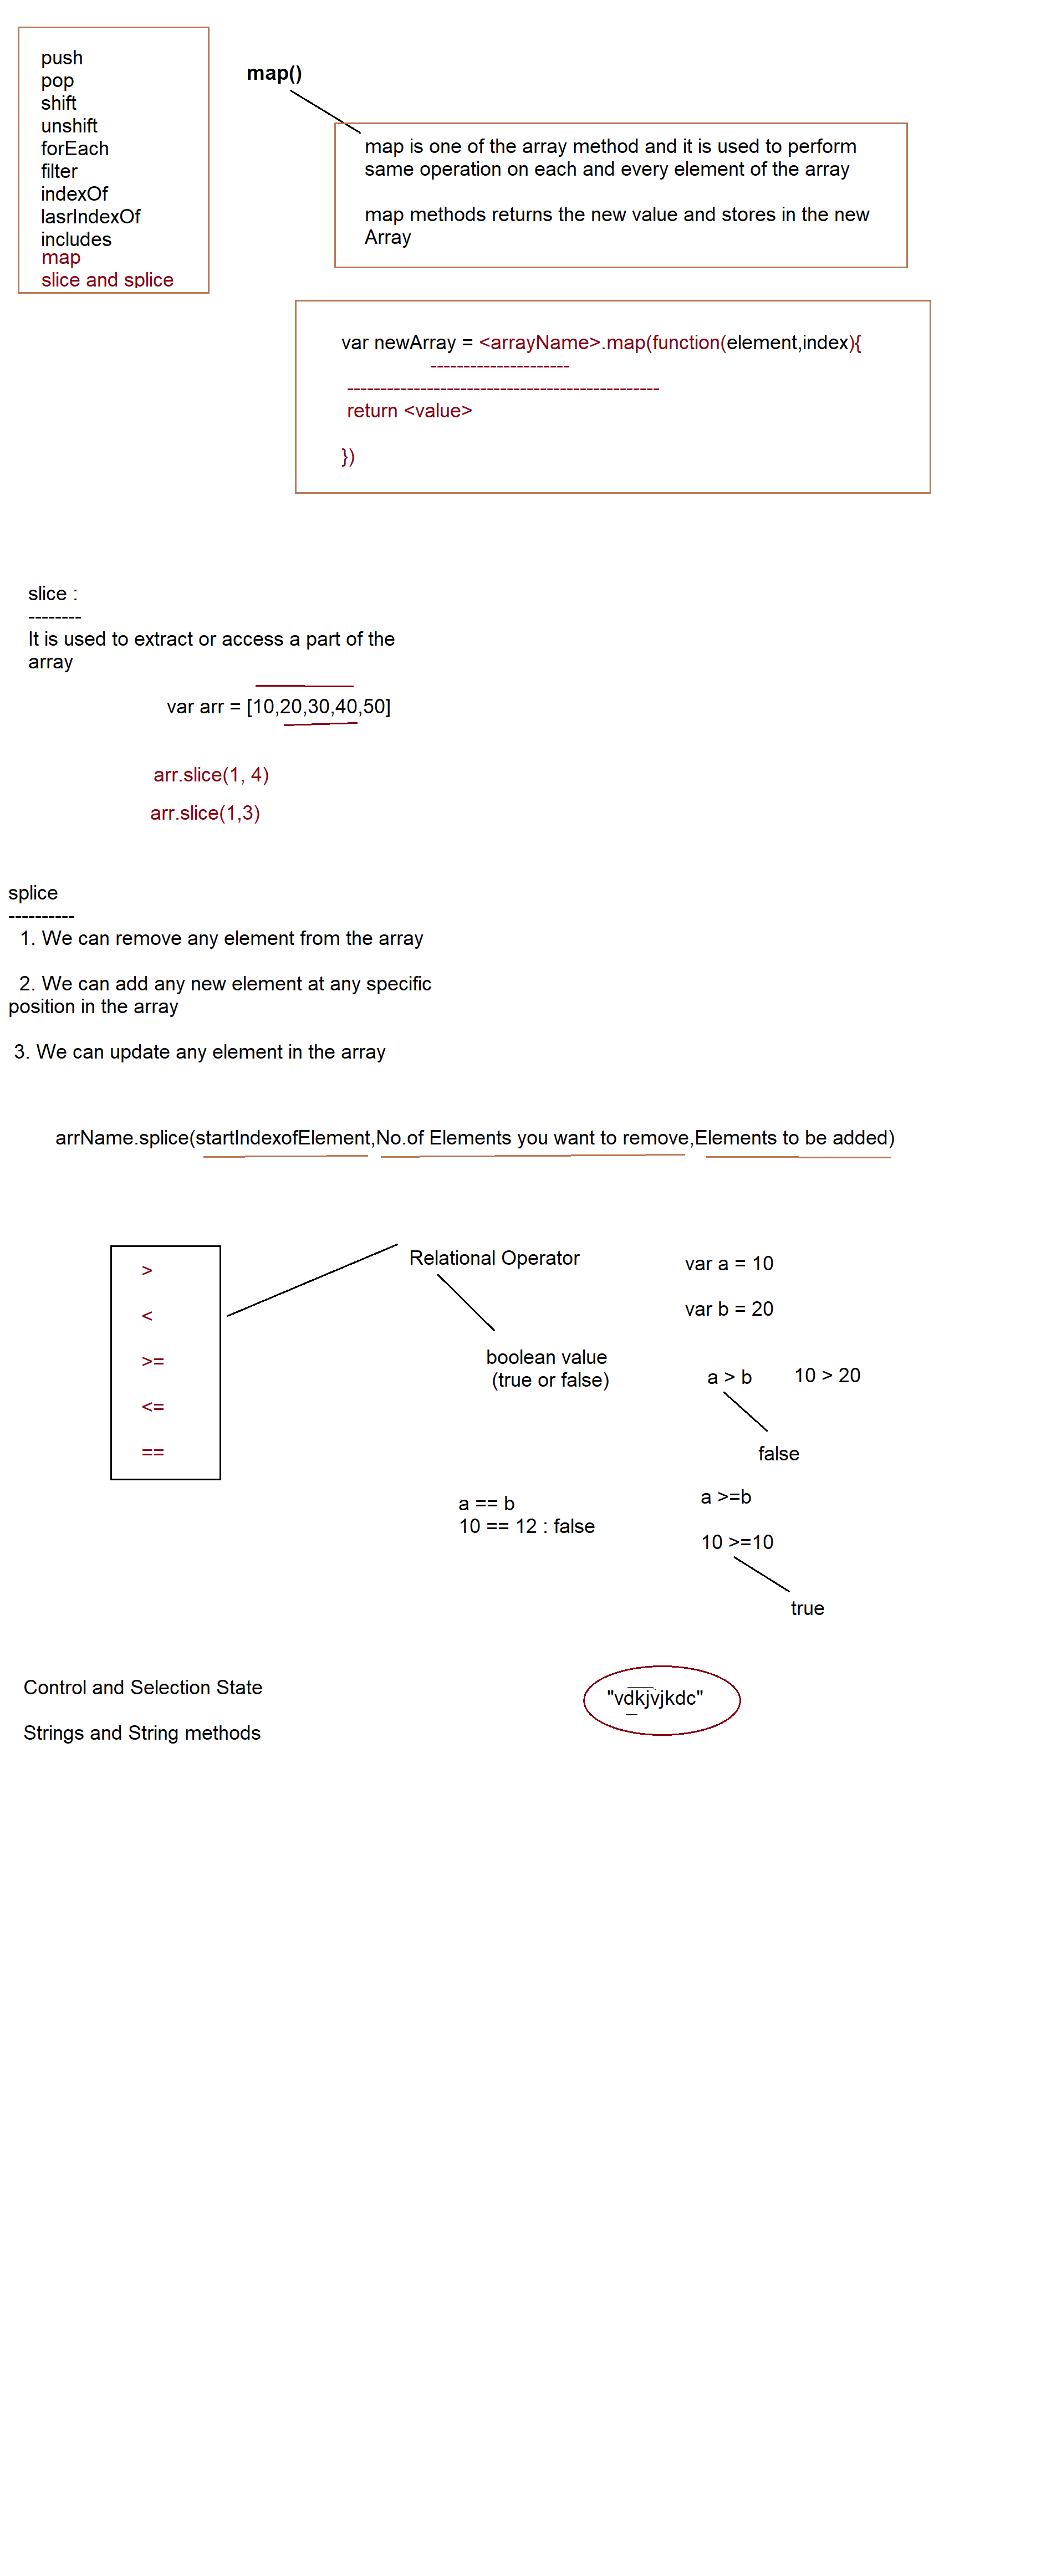 push
pop
shift
unshift
forEach
filter
indexOf
lasrIndexOf
includes
map
slice and splice
map()
map is one of the array method and it is used to perform
same operation on each and every element of the array
map methods returns the new value and stores in the new
Array
var newArray = <arrayName>.map(function(element,index){
---------------------
-----------------------------------------------
return <value>
})
slice :
--------
It is used to extract or access a part of the
array
var arr = [10,20,30,40,50]
arr.slice(1, 4)
arr.slice(1,3)
splice
----------
1. We can remove any element from the array
2. We can add any new element at any specific
position in the array
3. We can update any element in the array
arrName.splice(startIndexofElement,No.of Elements you want to remove,Elements to be added)
>
<
>=
<=
==
Relational Operator
boolean value
(true or false)
var a = 10
var b = 20
a > b 10 > 20
false
a == b
10 == 12 : false
a >=b
10 >=10
true
Control and Selection State
Strings and String methods
"vdkjvjkdc"